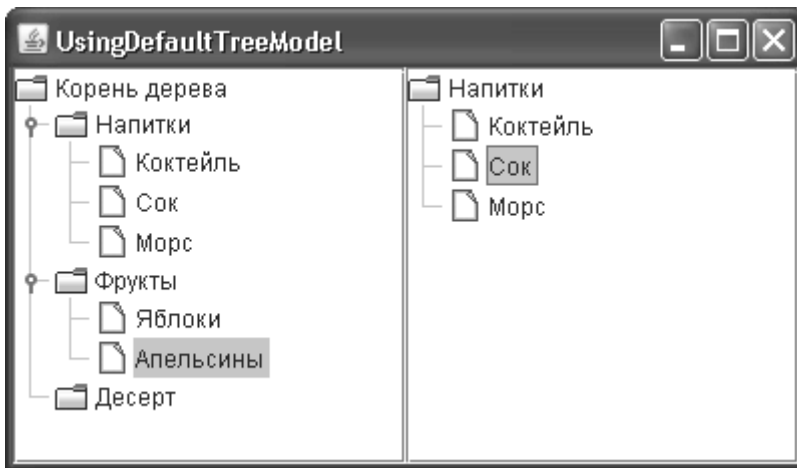 UsingDefaultTreeModel
Корень дерева
Напитки
Коктейль
Сок
Морс
Фрукты
Яблоки
Апельсины
Десерт
Напитки
Коктейль
Сок
Морс